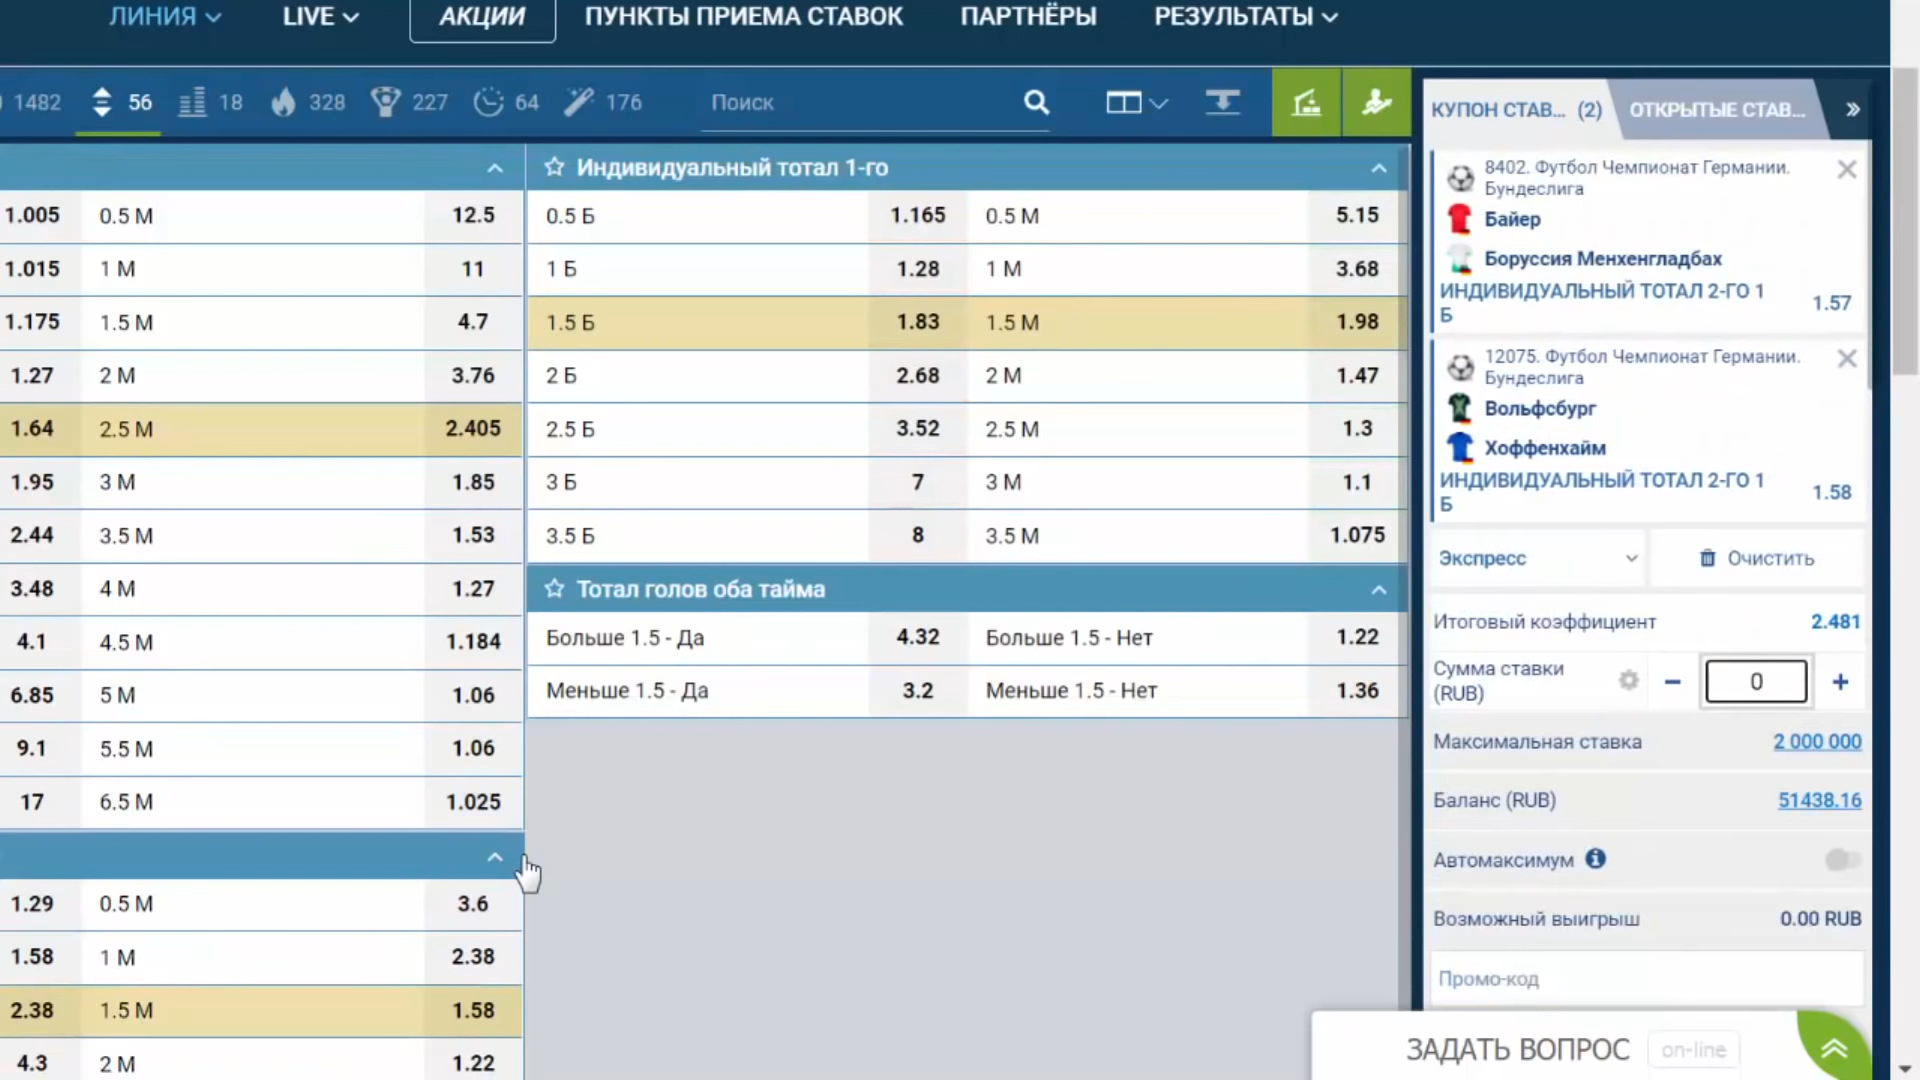 ЛИНИЯ LIVE АКЦИИ ПУНКТЫ ПРИЕМА СТАВОК ПАРТНЁРЫ РЕЗУЛЬТАТЫ
1482 56 18 328 227 64 176 Поиск
1.005 0.5 М 12.5
1.015 1 М 11
1.175 1.5 М 4.7
1.27 2 М 3.76
1.64 2.5 М 2.405
1.95 3 М 1.85
2.44 3.5 М 1.53
3.48 4 М 1.27
4.1 4.5 М 1.184
6.85 5 М 1.06
9.1 5.5 М 1.06
17 6.5 М 1.025
1.29 0.5 М 3.6
1.58 1 М 2.38
2.38 1.5 М 1.58
4.3 2 М 1.22
Индивидуальный тотал 1-го
0.5 Б 1.165 0.5 М 5.15
1 Б 1.28 1 М 3.68
1.5 Б 1.83 1.5 М 1.98
2 Б 2.68 2 М 1.47
2.5 Б 3.52 2.5 М 1.3
3 Б 7 3 М 1.1
3.5 Б 8 3.5 М 1.075
Тотал голов оба тайма
Больше 1.5 - Да 4.32 Больше 1.5 - Нет 1.22
Меньше 1.5 - Да 3.2 Меньше 1.5 - Нет 1.36
КУПОН СТАВ... (2) ОТКРЫТЫЕ СТАВ...
8402. Футбол Чемпионат Германии.
Бундеслига
Байер
Боруссия Менхенгладбах
ИНДИВИДУАЛЬНЫЙ ТОТАЛ 2-ГО 1
Б 1.57
12075. Футбол Чемпионат Германии.
Бундеслига
Вольфсбург
Хоффенхайм
ИНДИВИДУАЛЬНЫЙ ТОТАЛ 2-ГО 1
Б 1.58
Экспресс Очистить
Итоговый коэффициент 2.481
Сумма ставки
(RUB) 0
Максимальная ставка 2 000 000
Баланс (RUB) 51438.16
Автомаксимум
Возможный выигрыш 0.00 RUB
Промо-код
ЗАДАТЬ ВОПРОС on-line